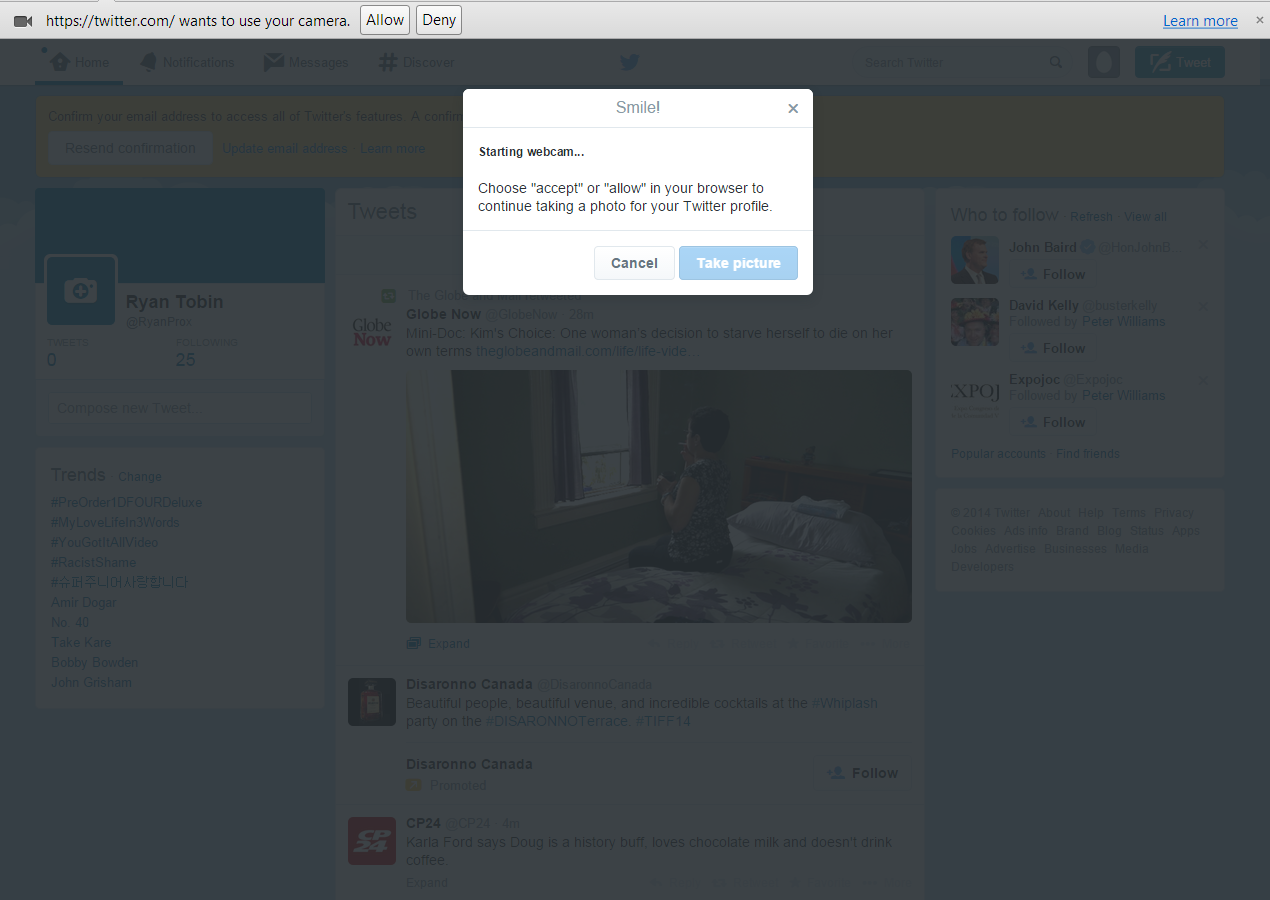 https://twitter.com/ wants to use your camera. Allow Deny Learn more ×
Home Notifications Messages Discover Search Twitter Tweet
Confirm your email address to access all of Twitter's features. A confirm
Resend confirmation Update email address Learn more
Smile! ×
Starting webcam...
Choose "accept" or "allow" in your browser to
continue taking a photo for your Twitter profile.
Cancel Take picture
Ryan Tobin
@RyanProx
TWEETS FOLLOWING
0 25
Compose new Tweet...
Trends Change
#PreOrder1DFOURDeluxe
#MyLoveLifeIn3Words
#YouGotItAllVideo
#RacistShame
#슈퍼주니어사랑합니다
Amir Dogar
No. 40
Take Kare
Bobby Bowden
John Grisham
Tweets
The Globe and Mail retweeted
Globe Now @GlobeNow · 28m
Globe
Now
Mini-Doc: Kim's Choice: One woman's decision to starve herself to die on her
own terms theglobeandmail.com/life/life-vide...
Expand
Disaronno Canada @DisaronnoCanada
Beautiful people, beautiful venue, and incredible cocktails at the #Whiplash
party on the #DISARONNOTerrace. #TIFF14
Disaronno Canada
Promoted
Follow
CP24 @CP24 · 4m
CP
24
Karla Ford says Doug is a history buff, loves chocolate milk and doesn't drink
coffee.
Expand
Who to follow · Refresh · View all
John Baird @HonJohnB...
Follow
David Kelly @busterkelly
Followed by Peter Williams
Follow
Expojoc @Expojoc
EXPOJ
Followed by Peter Williams
Follow
Popular accounts · Find friends
© 2014 Twitter About Help Terms Privacy
Cookies Ads info Brand Blog Status Apps
Jobs Advertise Businesses Media
Developers